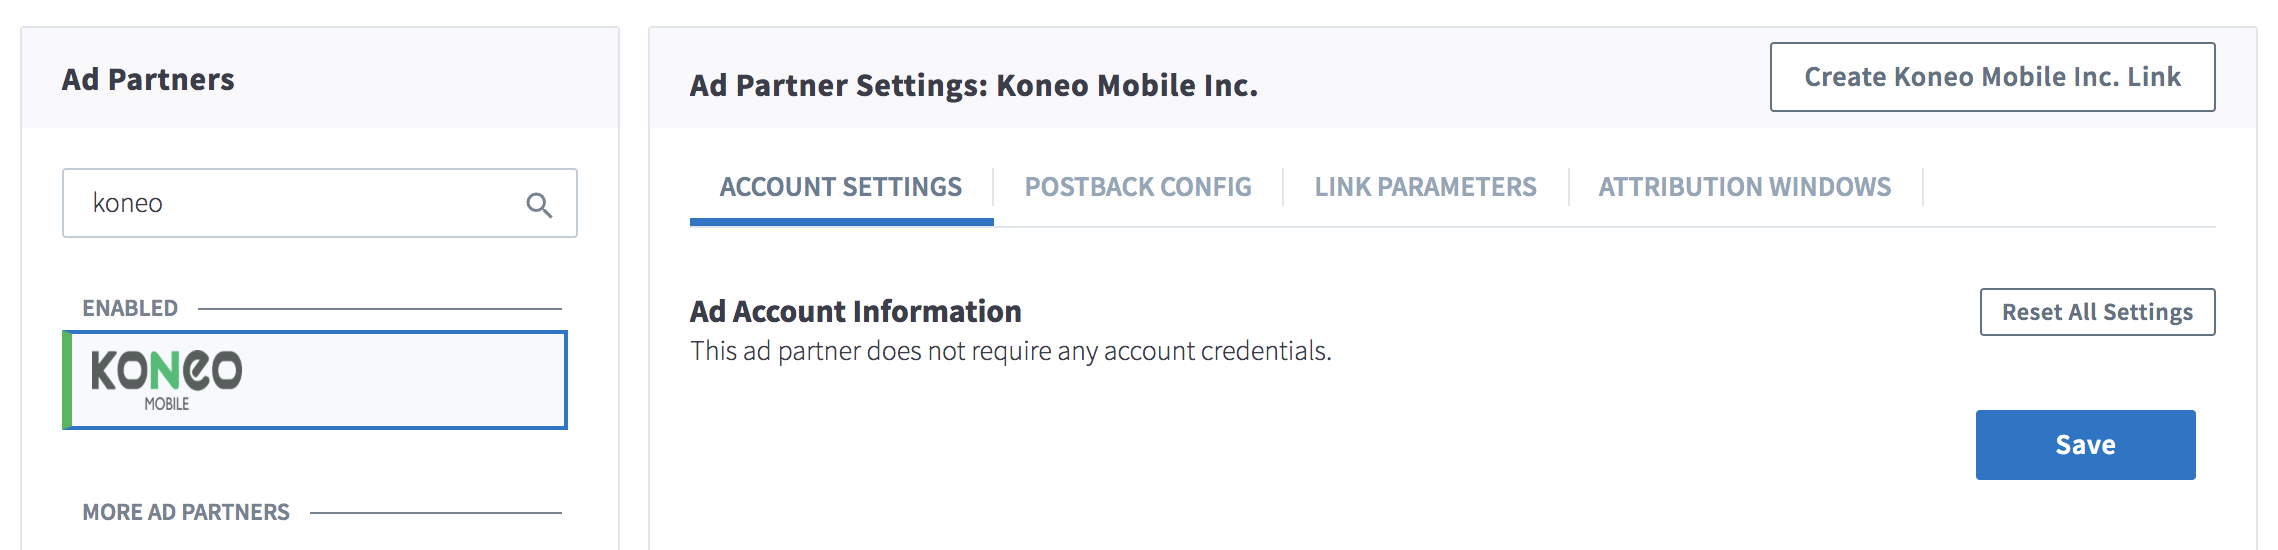 Ad Partners
koneo
ENABLED
KONEO
MOBILE
MORE AD PARTNERS
Ad Partner Settings: Koneo Mobile Inc.
Create Koneo Mobile Inc. Link
ACCOUNT SETTINGS
POSTBACK CONFIG
LINK PARAMETERS
ATTRIBUTION WINDOWS
Ad Account Information
Reset All Settings
This ad partner does not require any account credentials.
Save